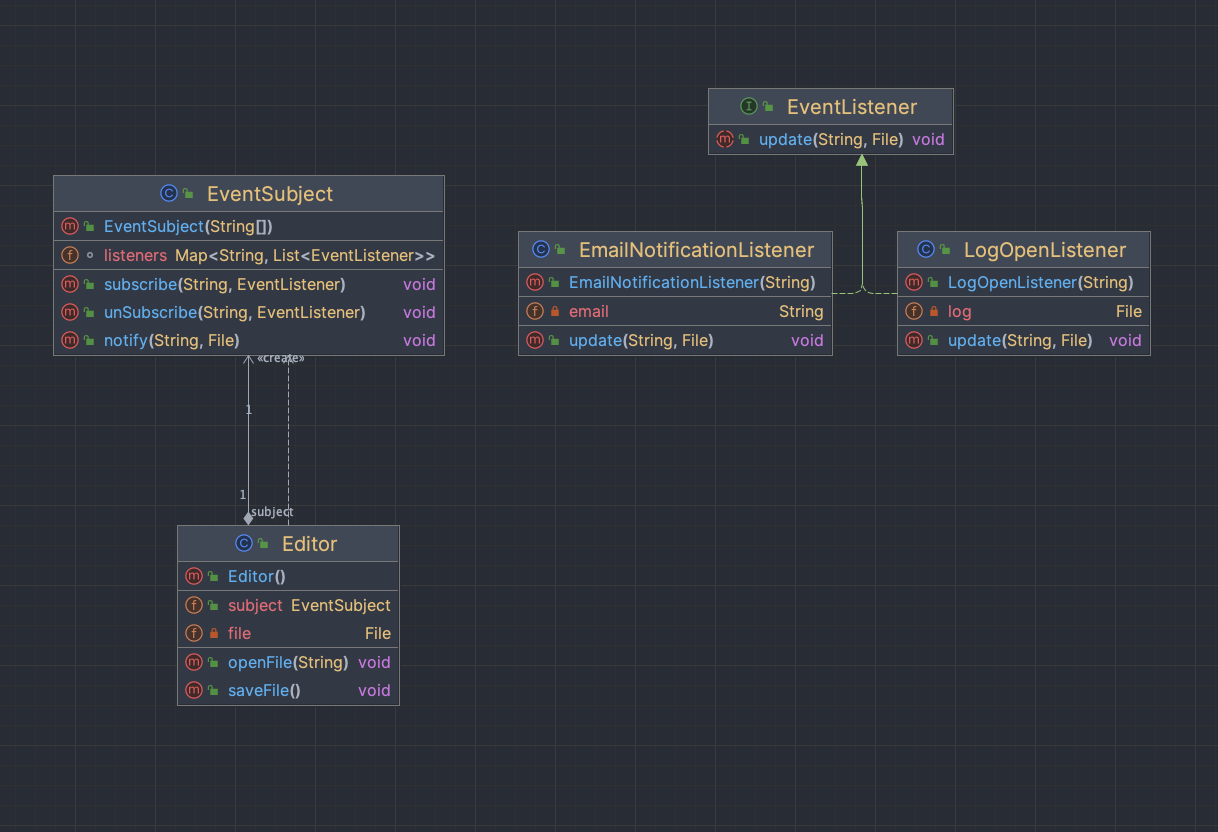 EventListener
update(String, File) void
EventSubject
EventSubject(String[])
listeners Map<String, List<EventListener>>
subscribe(String, EventListener) void
unSubscribe(String, EventListener) void
notify(String, File) void
EmailNotificationListener
EmailNotificationListener(String)
email String
update(String, File) void
LogOpenListener
LogOpenListener(String)
log File
update(String, File) void
«create»
1
1
subject
Editor
Editor()
subject EventSubject
file File
openFile(String) void
saveFile() void